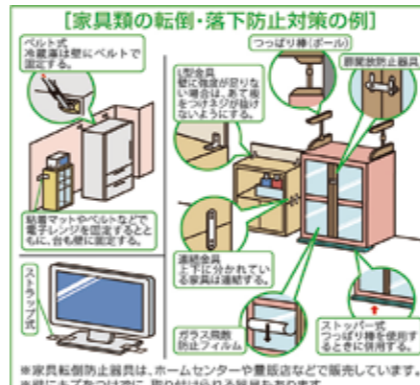 [家具類の転倒・落下防止対策の例]
ベルト式
冷蔵庫は壁にベルトで
固定する。
粘着マットやベルトなどで
電子レンジを固定するとと
もに、台も壁に固定する。
ストラップ式
L型金具
壁に強度が足りな
い場合は、あて板
をつけネジが抜け
ないようにする。
つっぱり棒(ポール)
扉開放防止器具
連結金具
上下に分かれてい
る家具は連結する。
ガラス飛散
防止フィルム
ストッパー式
つっぱり棒を使用す
るときに併用する。
※家具転倒防止器具は、ホームセンターや量販店などで販売しています。